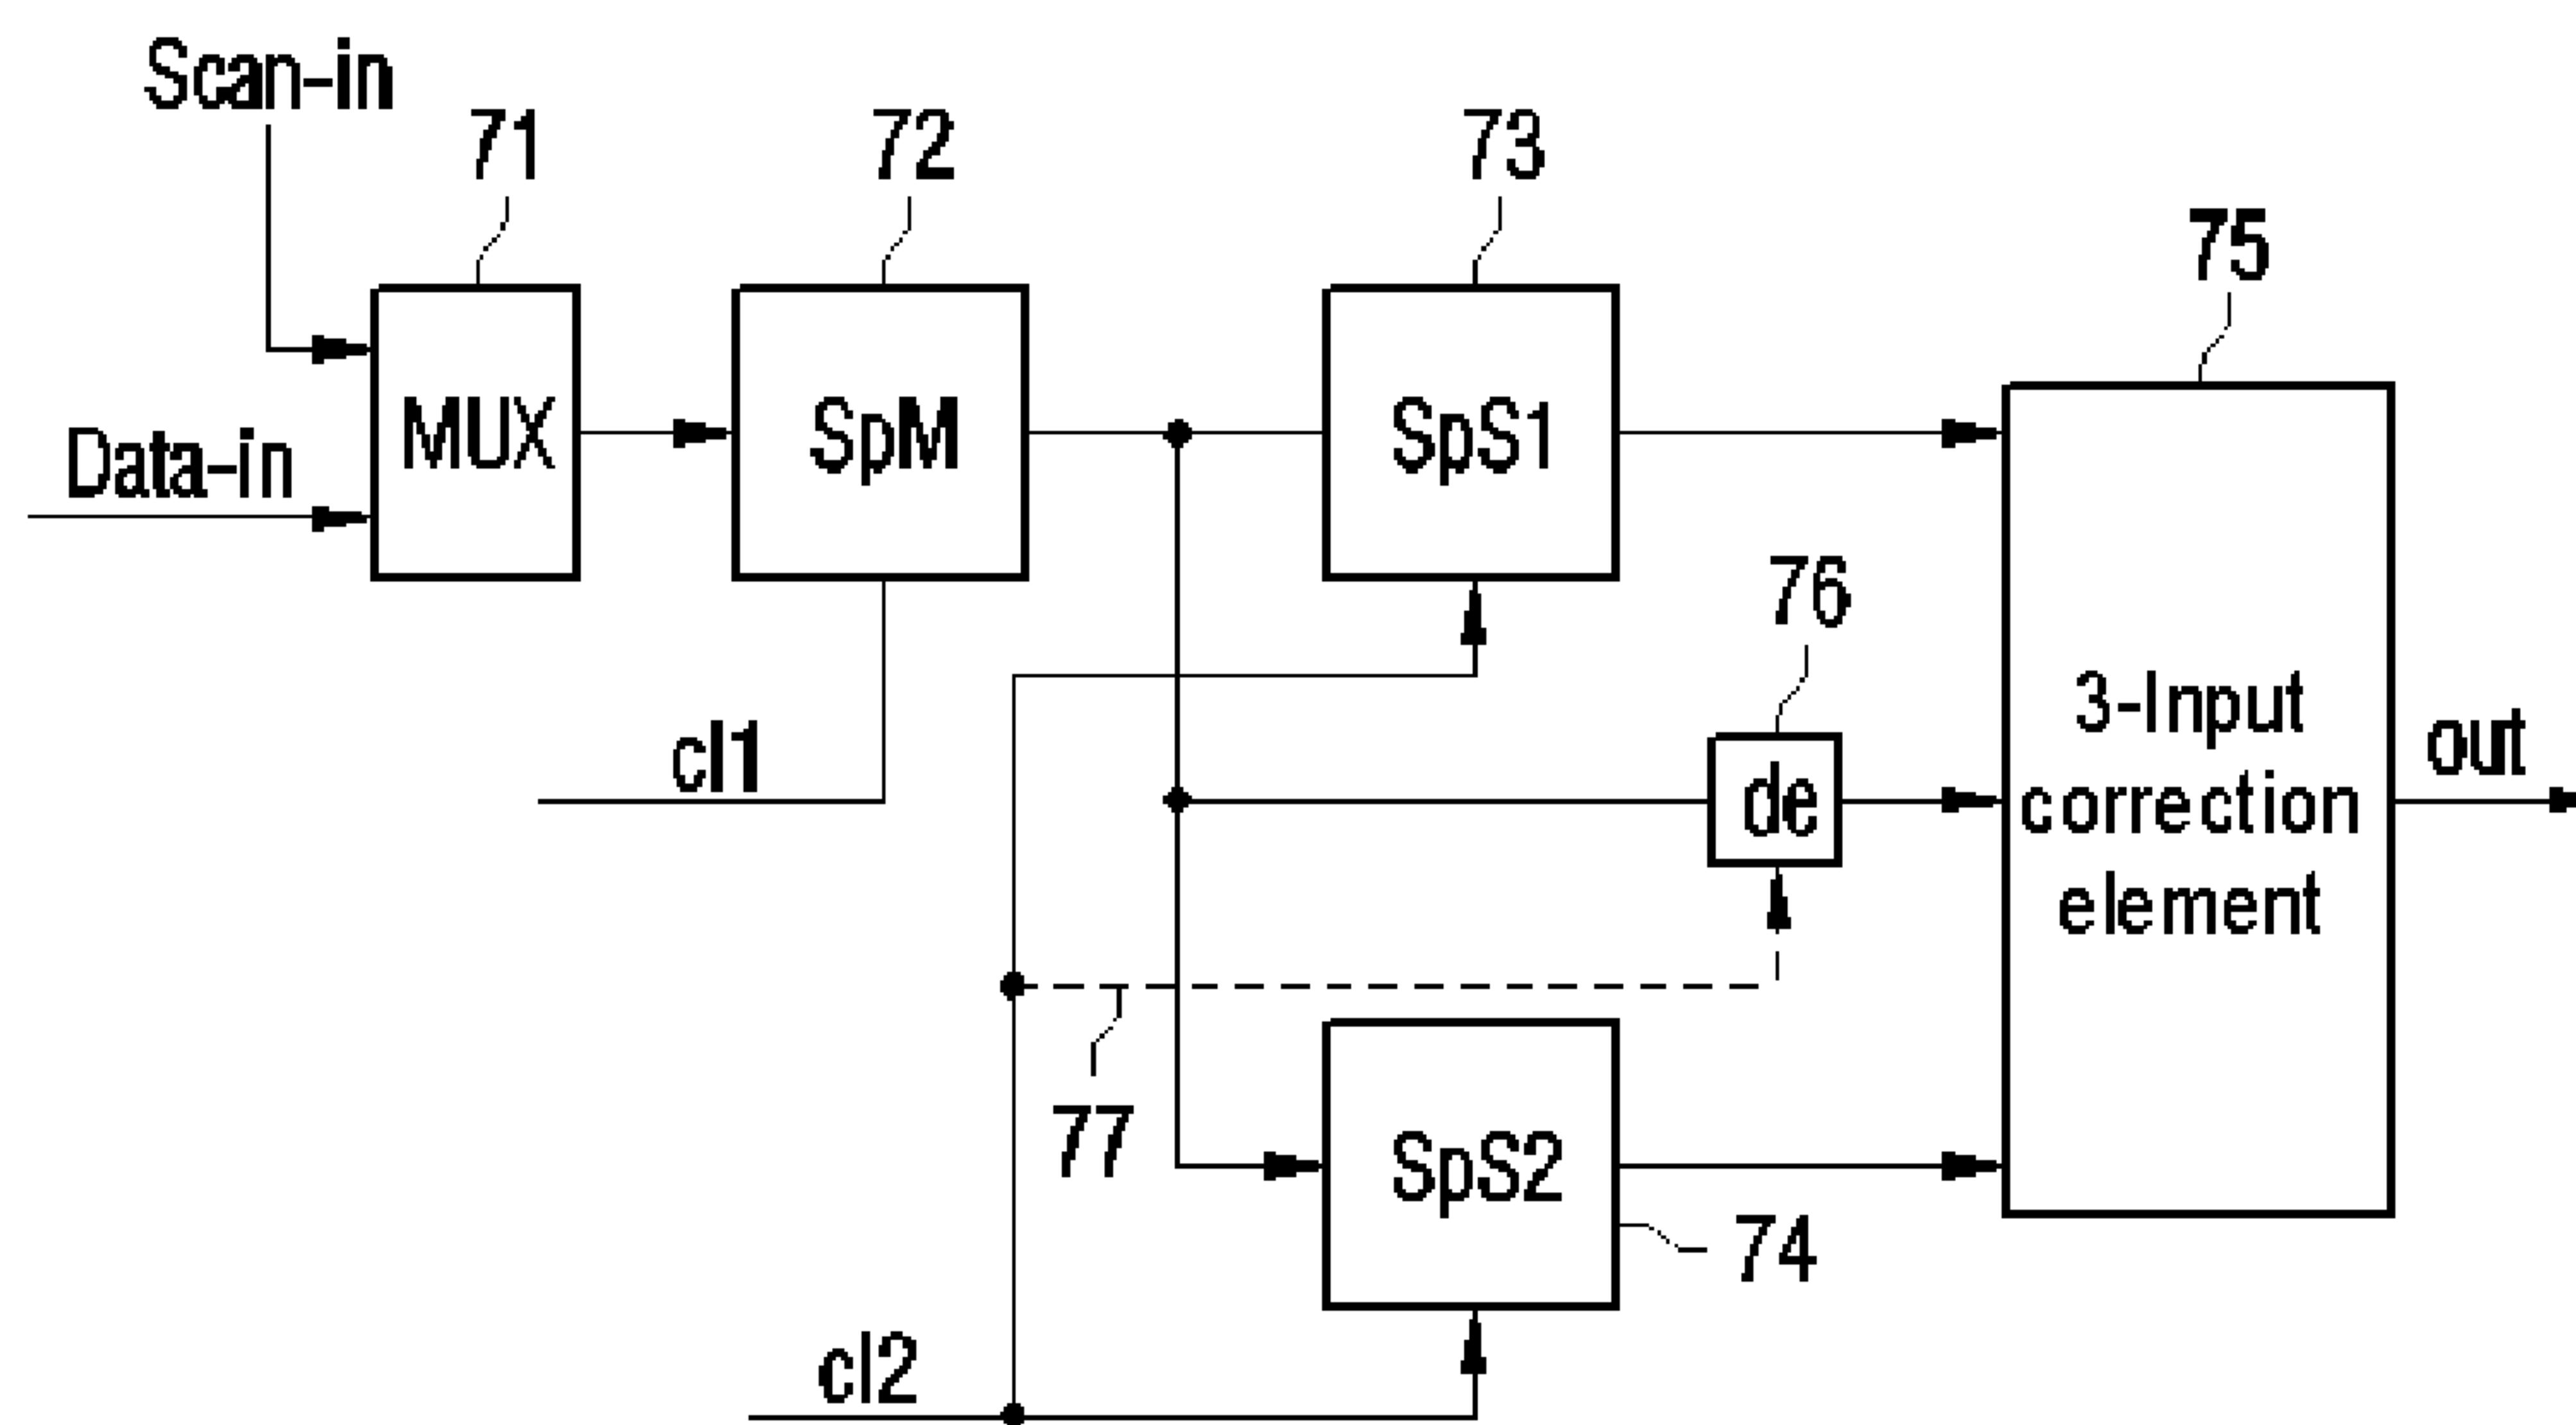 Scan-in
71
72
73
75
Data-in
MUX
SpM
SpS1
76
cl1
de
3-Input
correction
element
out
77
SpS2
74
cl2